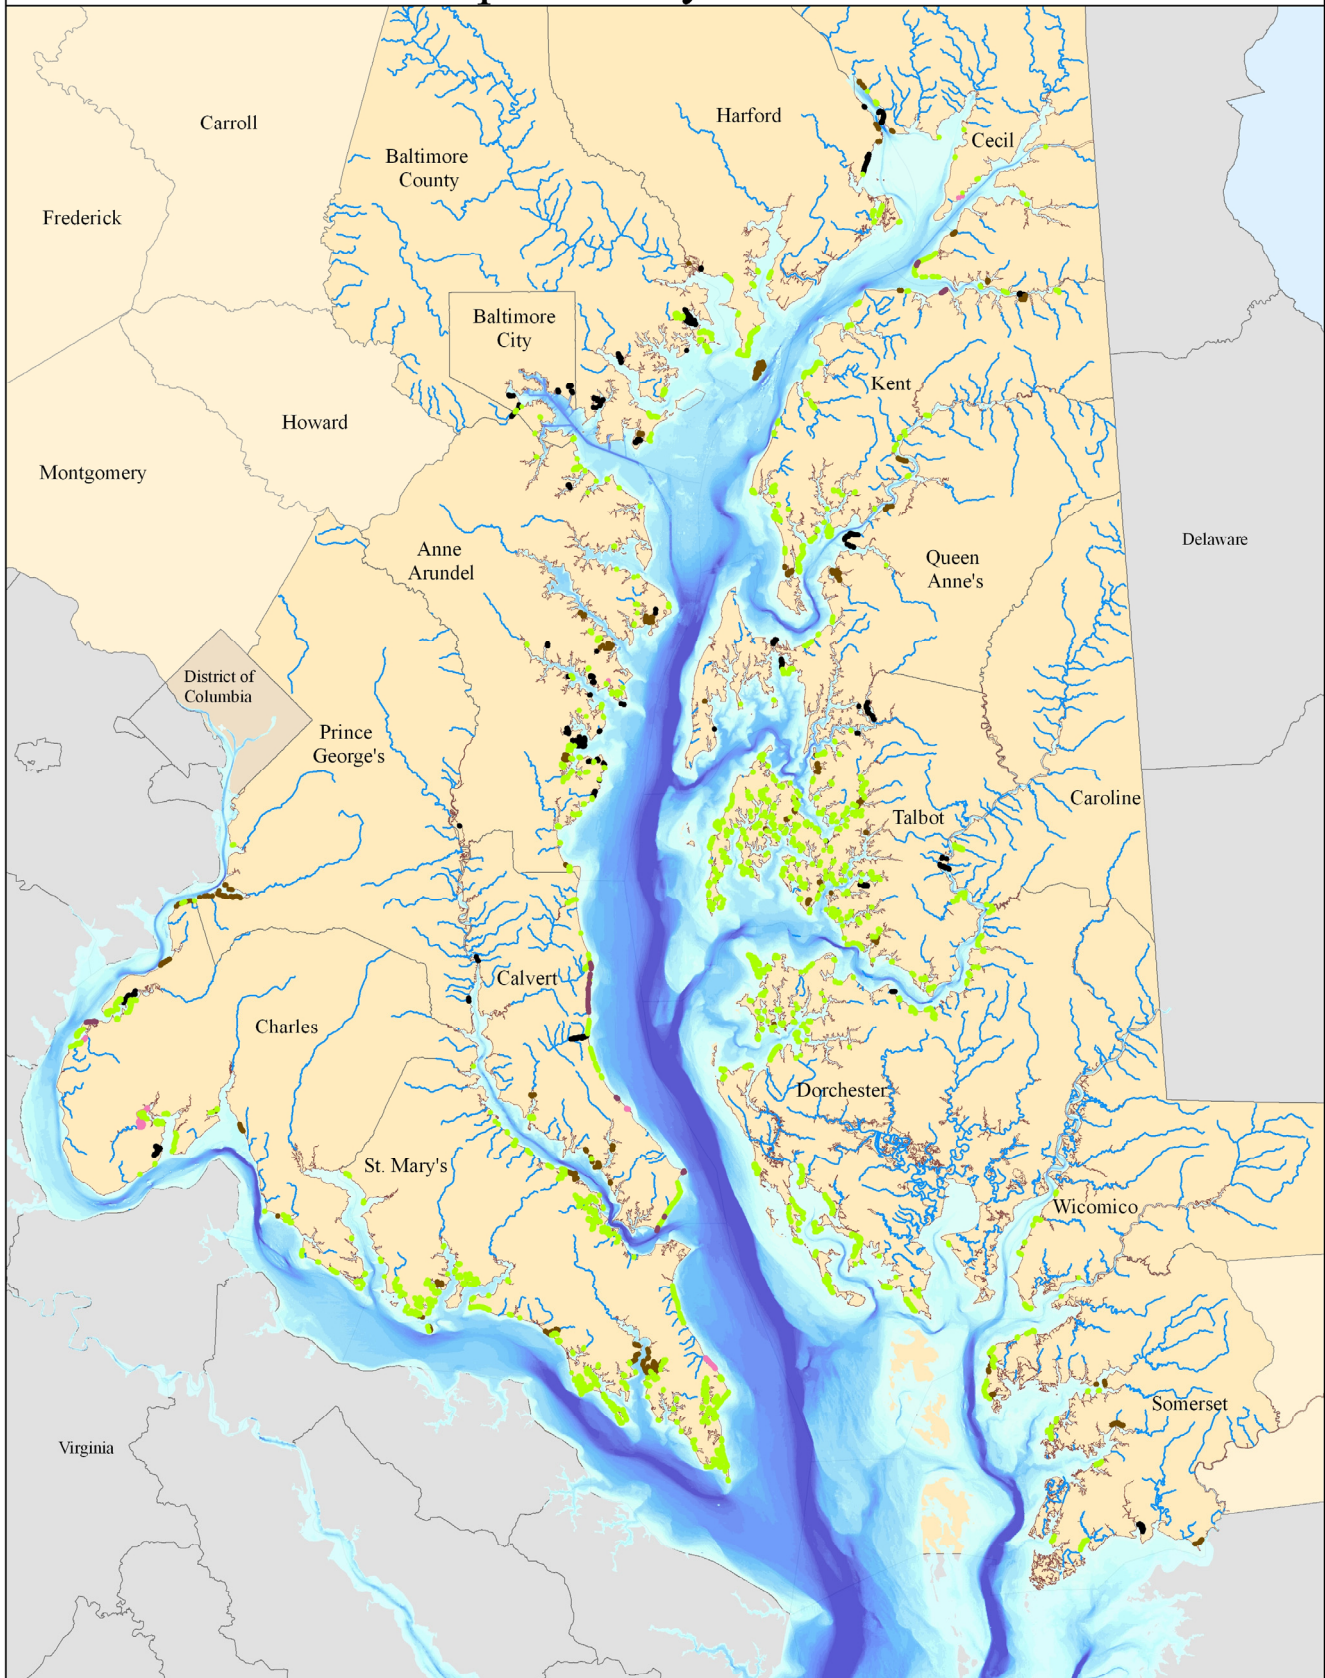 Harford
Carroll
Cecil
Baltimore
County
Frederick
Baltimore
City
Kent
Howard
Montgomery
Delaware
Anne
Arundel
Queen
Anne's
District of
Columbia
Prince
George's
Caroline
Talbot
Calvert
Charles
Dorchester
St. Mary's
Wicomico
Somerset
Virginia